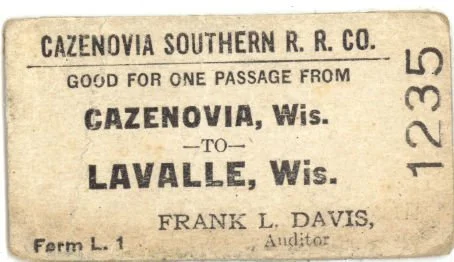 CAZENOVIA SOUTHERN R. R. CO.
GOOD FOR ONE PASSAGE FROM
CAZENOVIA, Wis.
—TO—
LAVALLE, Wis.
FRANK L. DAVIS,
Auditor
Form L. 1
1235